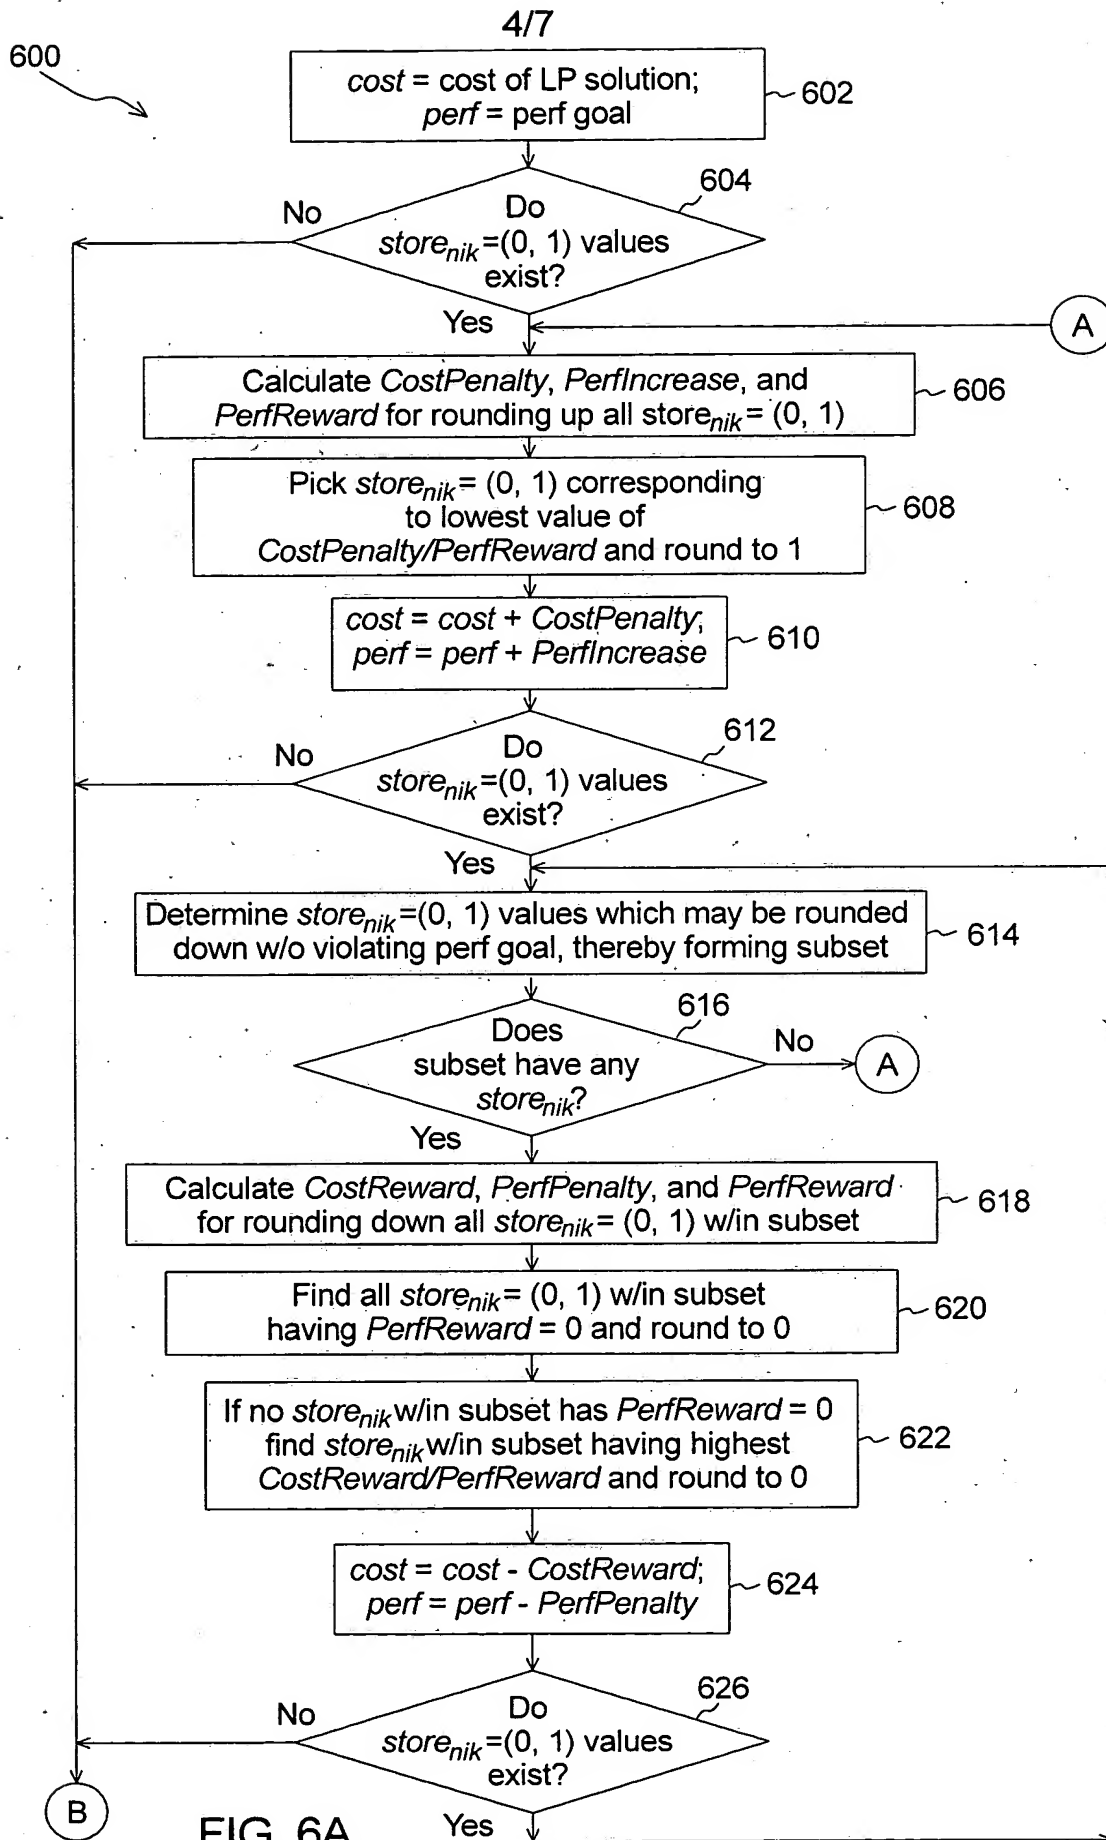 4/7
600
cost = cost of LP solution;
perf = perf goal
602
604
No
Do
store_nik=(0, 1) values
exist?
Yes
A
Calculate CostPenalty, PerfIncrease, and
PerfReward for rounding up all store_nik = (0, 1)
606
Pick store_nik = (0, 1) corresponding
to lowest value of
CostPenalty/PerfReward and round to 1
608
cost = cost + CostPenalty;
perf = perf + PerfIncrease
610
612
No
Do
store_nik=(0, 1) values
exist?
Yes
Determine store_nik=(0, 1) values which may be rounded
down w/o violating perf goal, thereby forming subset
614
616
Does
subset have any
store_nik?
No
A
Yes
Calculate CostReward, PerfPenalty, and PerfReward
for rounding down all store_nik = (0, 1) w/in subset
618
Find all store_nik = (0, 1) w/in subset
having PerfReward = 0 and round to 0
620
If no store_nik w/in subset has PerfReward = 0
find store_nik w/in subset having highest
CostReward/PerfReward and round to 0
622
cost = cost - CostReward;
perf = perf - PerfPenalty
624
626
No
Do
store_nik=(0, 1) values
exist?
B
FIG. 6A
Yes